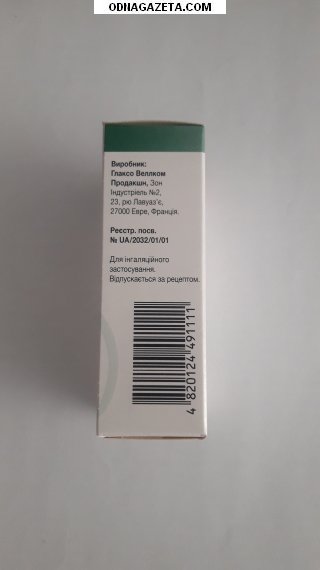 ODNAGAZETA.COM
Виробник:
Глаксо Веллком
Продакшн, Зон
Індустріель №2,
23, рю Лавуаз'є,
27000 Евре, Франція.
Реєстр. посв.
№ UA/2032/01/01
Для інгаляційного
застосування.
Відпускається за рецептом.
4 820124 491111